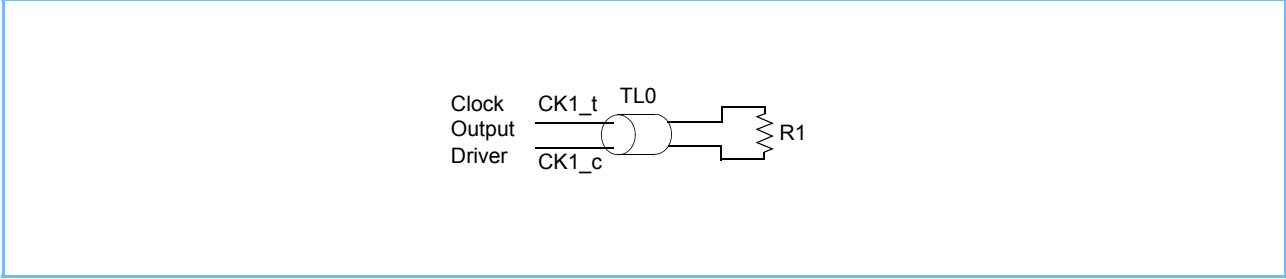 Clock
Output
Driver
CK1_t
CK1_c
TL0
R1